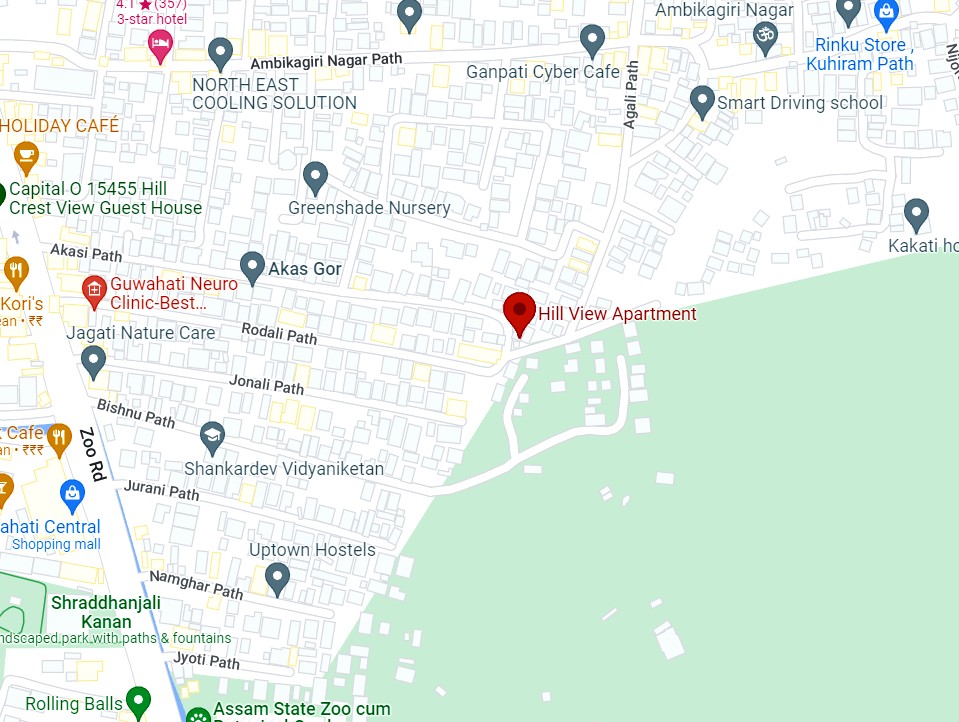 4.1★(357)
3-star hotel
Ambikagiri Nagar
Rinku Store ,
Kuhiram Path
Ambikagiri Nagar Path
Ganpati Cyber Cafe
NORTH EAST
COOLING SOLUTION
Agali Path
Smart Driving school
HOLIDAY CAFÉ
Capital O 15455 Hill
Crest View Guest House
Greenshade Nursery
Akasi Path
Akas Gor
Guwahati Neuro
Clinic-Best...
Kori's
₹₹
Hill View Apartment
Rodali Path
Jagati Nature Care
Jonali Path
Bishnu Path
Cafe
₹₹₹
Zoo Rd
Shankardev Vidyaniketan
Jurani Path
Central
Shopping mall
Uptown Hostels
Namghar Path
Shraddhanjali
Kanan
park with paths & fountains
Jyoti Path
Rolling Balls
Assam State Zoo cum